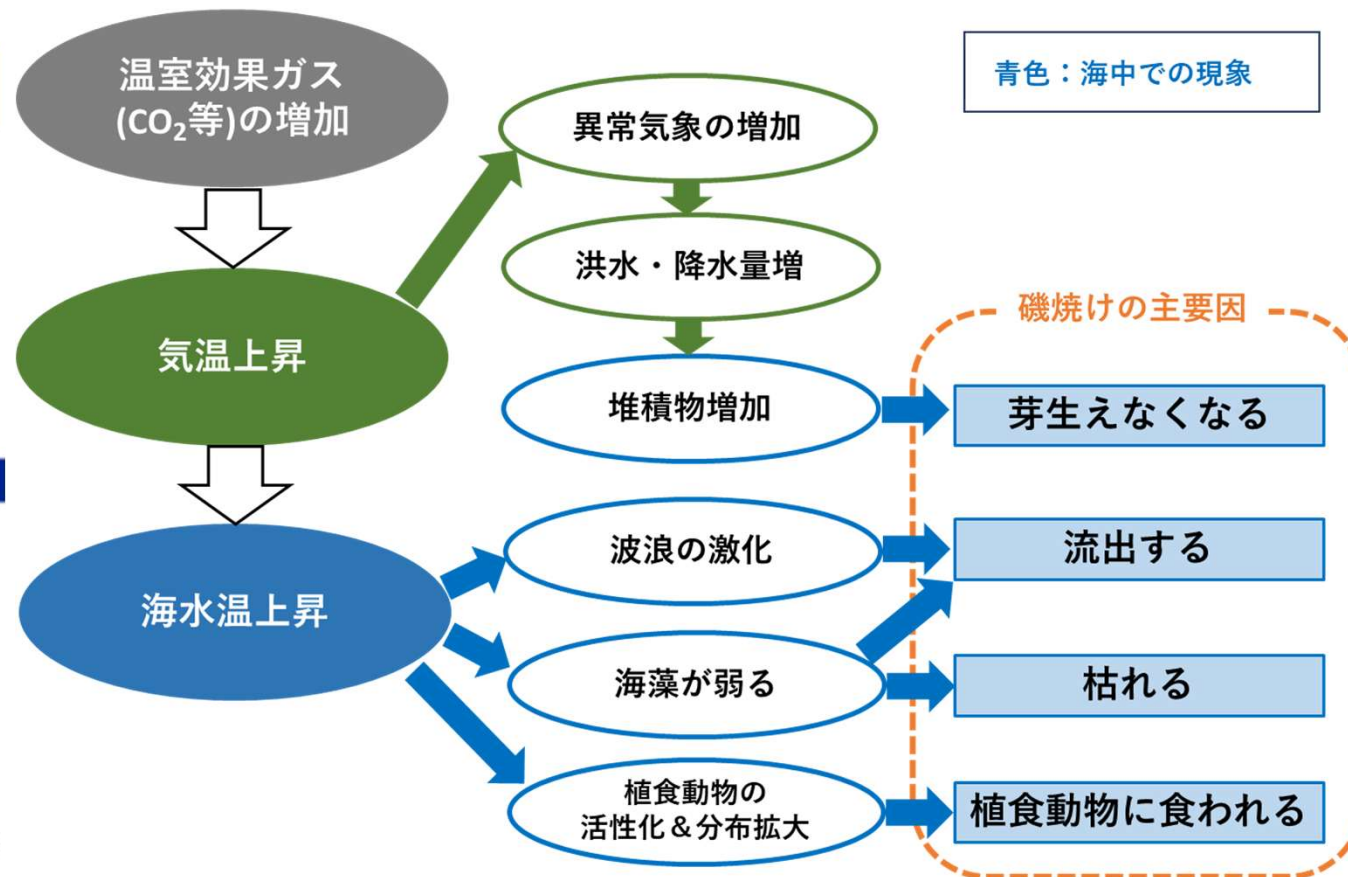 温室効果ガス
(CO₂等)の増加
青色：海中での現象
異常気象の増加
洪水・降水量増
磯焼けの主要因
気温上昇
堆積物増加
芽生えなくなる
波浪の激化
流出する
海水温上昇
海藻が弱る
枯れる
植食動物の
活性化＆分布拡大
植食動物に食われる